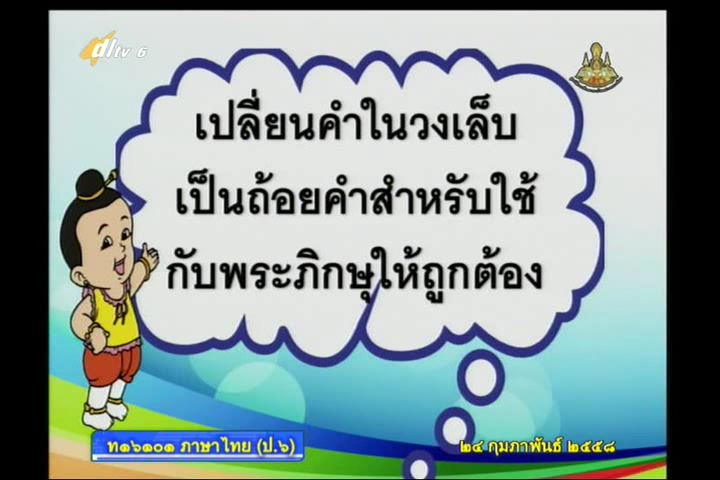 dltv 6
เปลี่ยนคำในวงเล็บ
เป็นถ้อยคำสำหรับใช้
กับพระภิกษุให้ถูกต้อง
ท๑๖๑๐๑ ภาษาไทย (ป.๖)
๒๔ กุมภาพันธ์ ๒๕๕๘